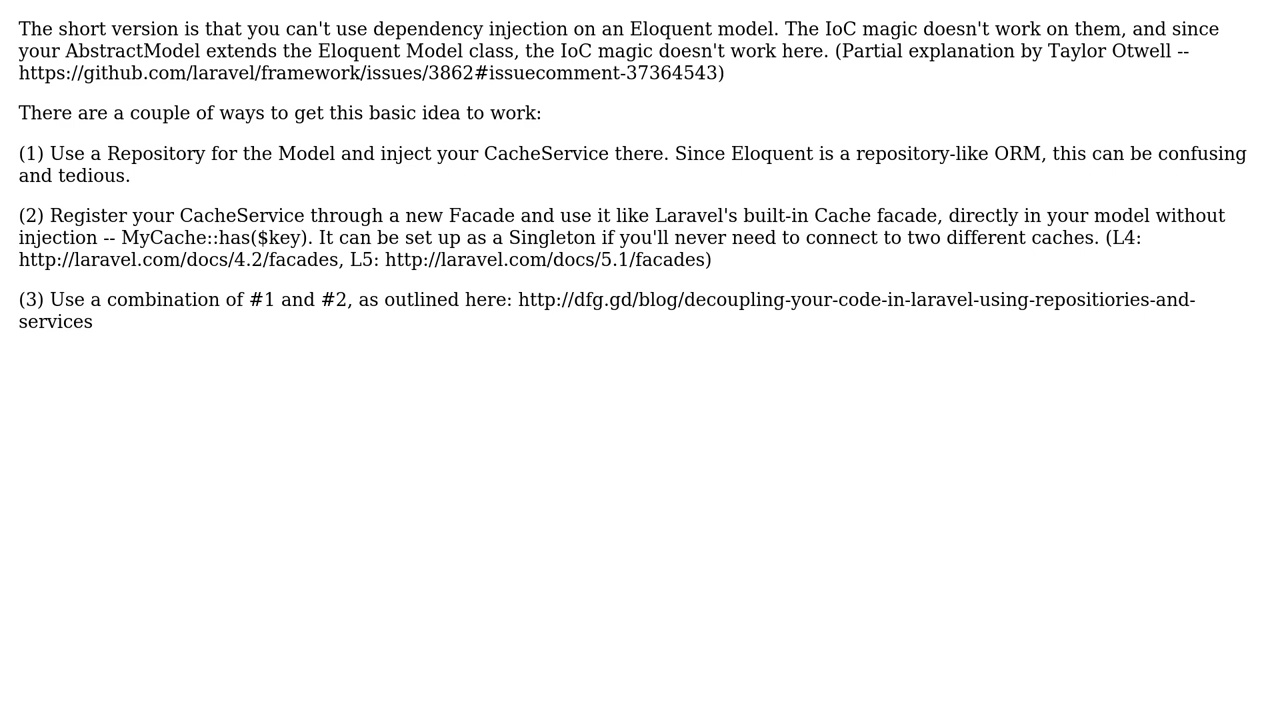 The short version is that you can't use dependency injection on an Eloquent model. The IoC magic doesn't work on them, and since
your AbstractModel extends the Eloquent Model class, the IoC magic doesn't work here. (Partial explanation by Taylor Otwell --
https://github.com/laravel/framework/issues/3862#issuecomment-37364543)
There are a couple of ways to get this basic idea to work:
(1) Use a Repository for the Model and inject your CacheService there. Since Eloquent is a repository-like ORM, this can be confusing
and tedious.
(2) Register your CacheService through a new Facade and use it like Laravel's built-in Cache facade, directly in your model without
injection -- MyCache::has($key). It can be set up as a Singleton if you'll never need to connect to two different caches. (L4:
http://laravel.com/docs/4.2/facades, L5: http://laravel.com/docs/5.1/facades)
(3) Use a combination of #1 and #2, as outlined here: http://dfg.gd/blog/decoupling-your-code-in-laravel-using-repositiories-and-
services